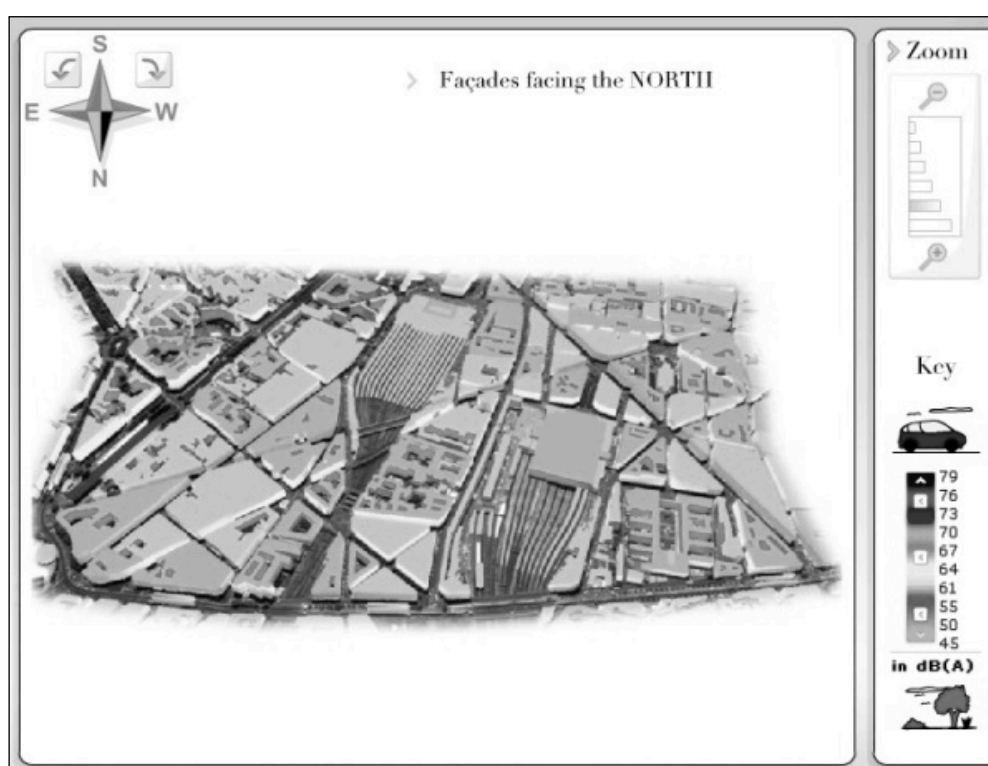 S
E W
N
Façades facing the NORTH
Zoom
Key
79
76
73
70
67
64
61
55
50
45
in dB(A)